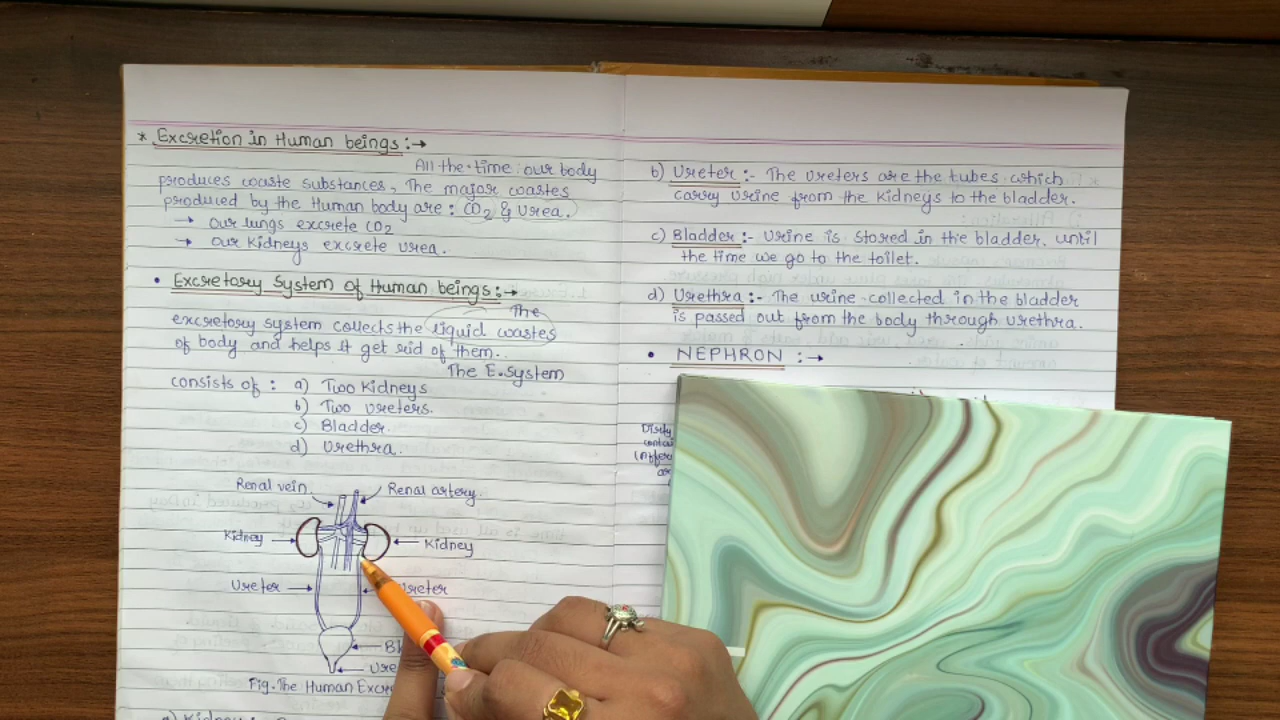 * Excretion in Human beings :→
All the time our body
produces waste substances, The major wastes
produced by the Human body are : CO2 & Urea.
→ our lungs excrete CO2
→ our Kidneys excrete urea.
• Excretory System of Human beings :→
The
excretory system collects the liquid wastes
of body and helps it get rid of them.
The E.system
consists of : a) Two Kidneys
b) Two ureters.
c) Bladder.
d) Urethra.
Renal vein Renal artery.
Kidney Kidney
Ureter Ureter
Fig. The Human
b) Ureter :- The ureters are the tubes which
carry urine from the kidneys to the bladder.
c) Bladder :- Urine is stored in the bladder until
the time we go to the toilet.
d) Urethra :- The urine collected in the bladder
is passed out from the body through urethra.
• NEPHRON :→